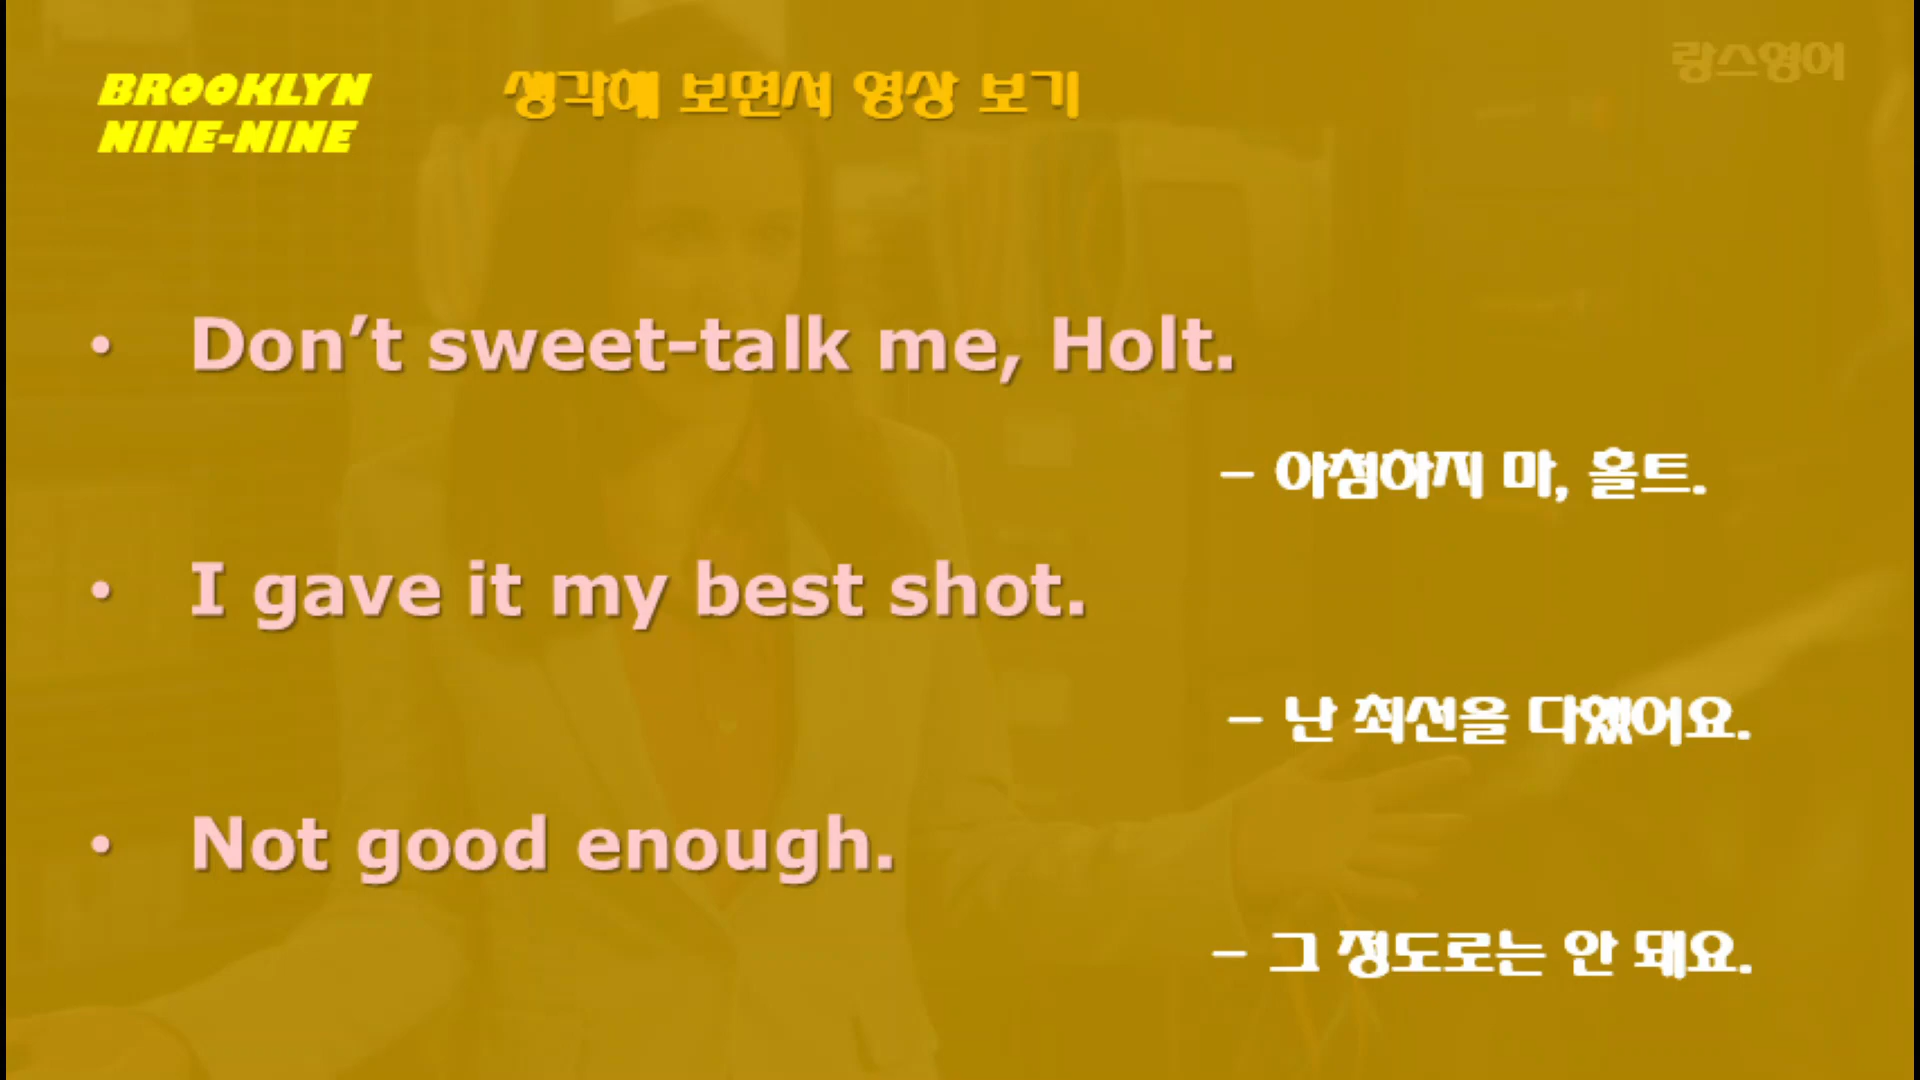 BROOKLYN
NINE-NINE
생각해 보면서 영상 보기
랑스영어
• Don’t sweet-talk me, Holt.
– 아첨하지 마, 홀트.
• I gave it my best shot.
– 난 최선을 다했어요.
• Not good enough.
– 그 정도로는 안 돼요.